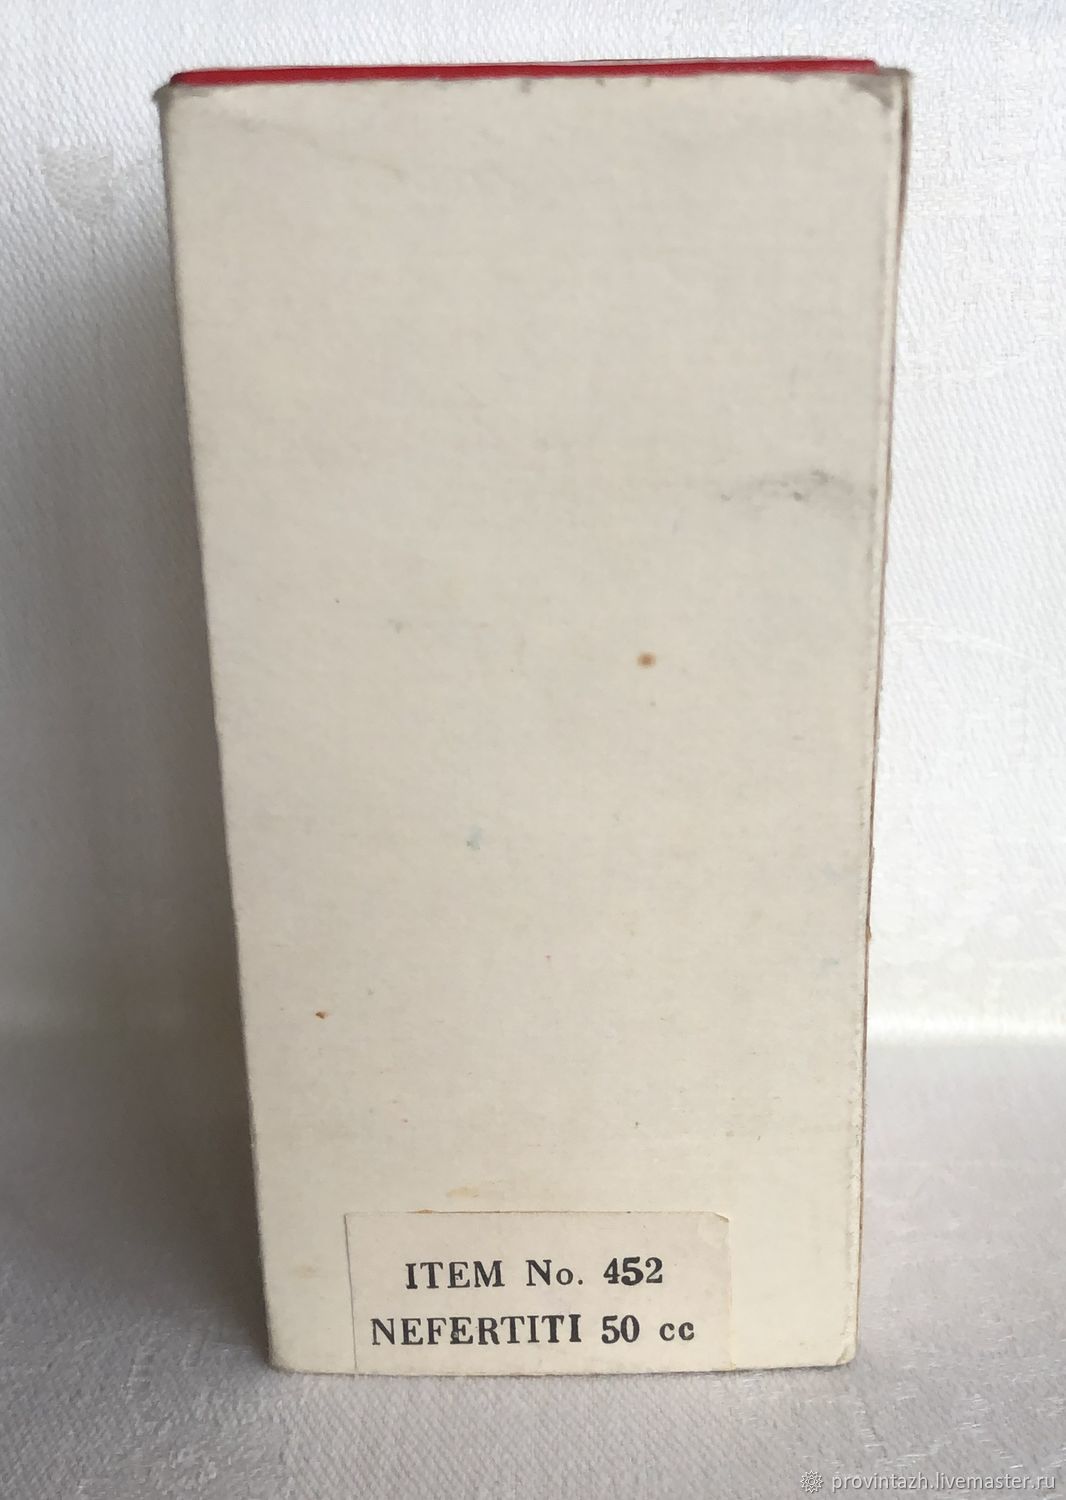 ITEM No. 452
NEFERTITI 50 cc
provintazh.livemaster.ru